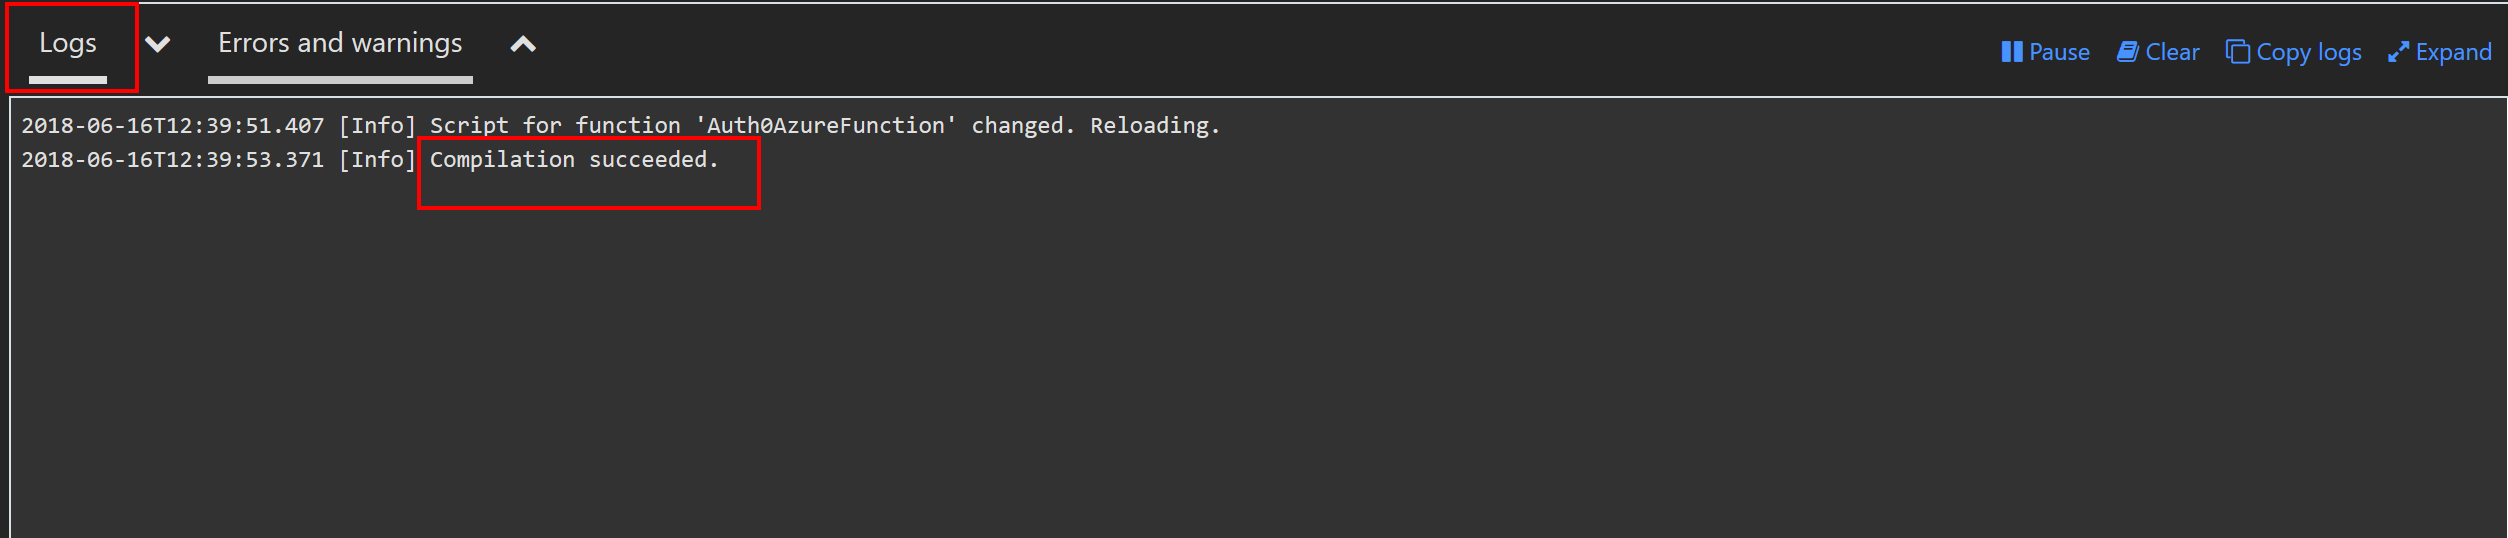 Logs Errors and warnings Pause Clear Copy logs Expand
2018-06-16T12:39:51.407 [Info] Script for function 'Auth0AzureFunction' changed. Reloading.
2018-06-16T12:39:53.371 [Info] Compilation succeeded.